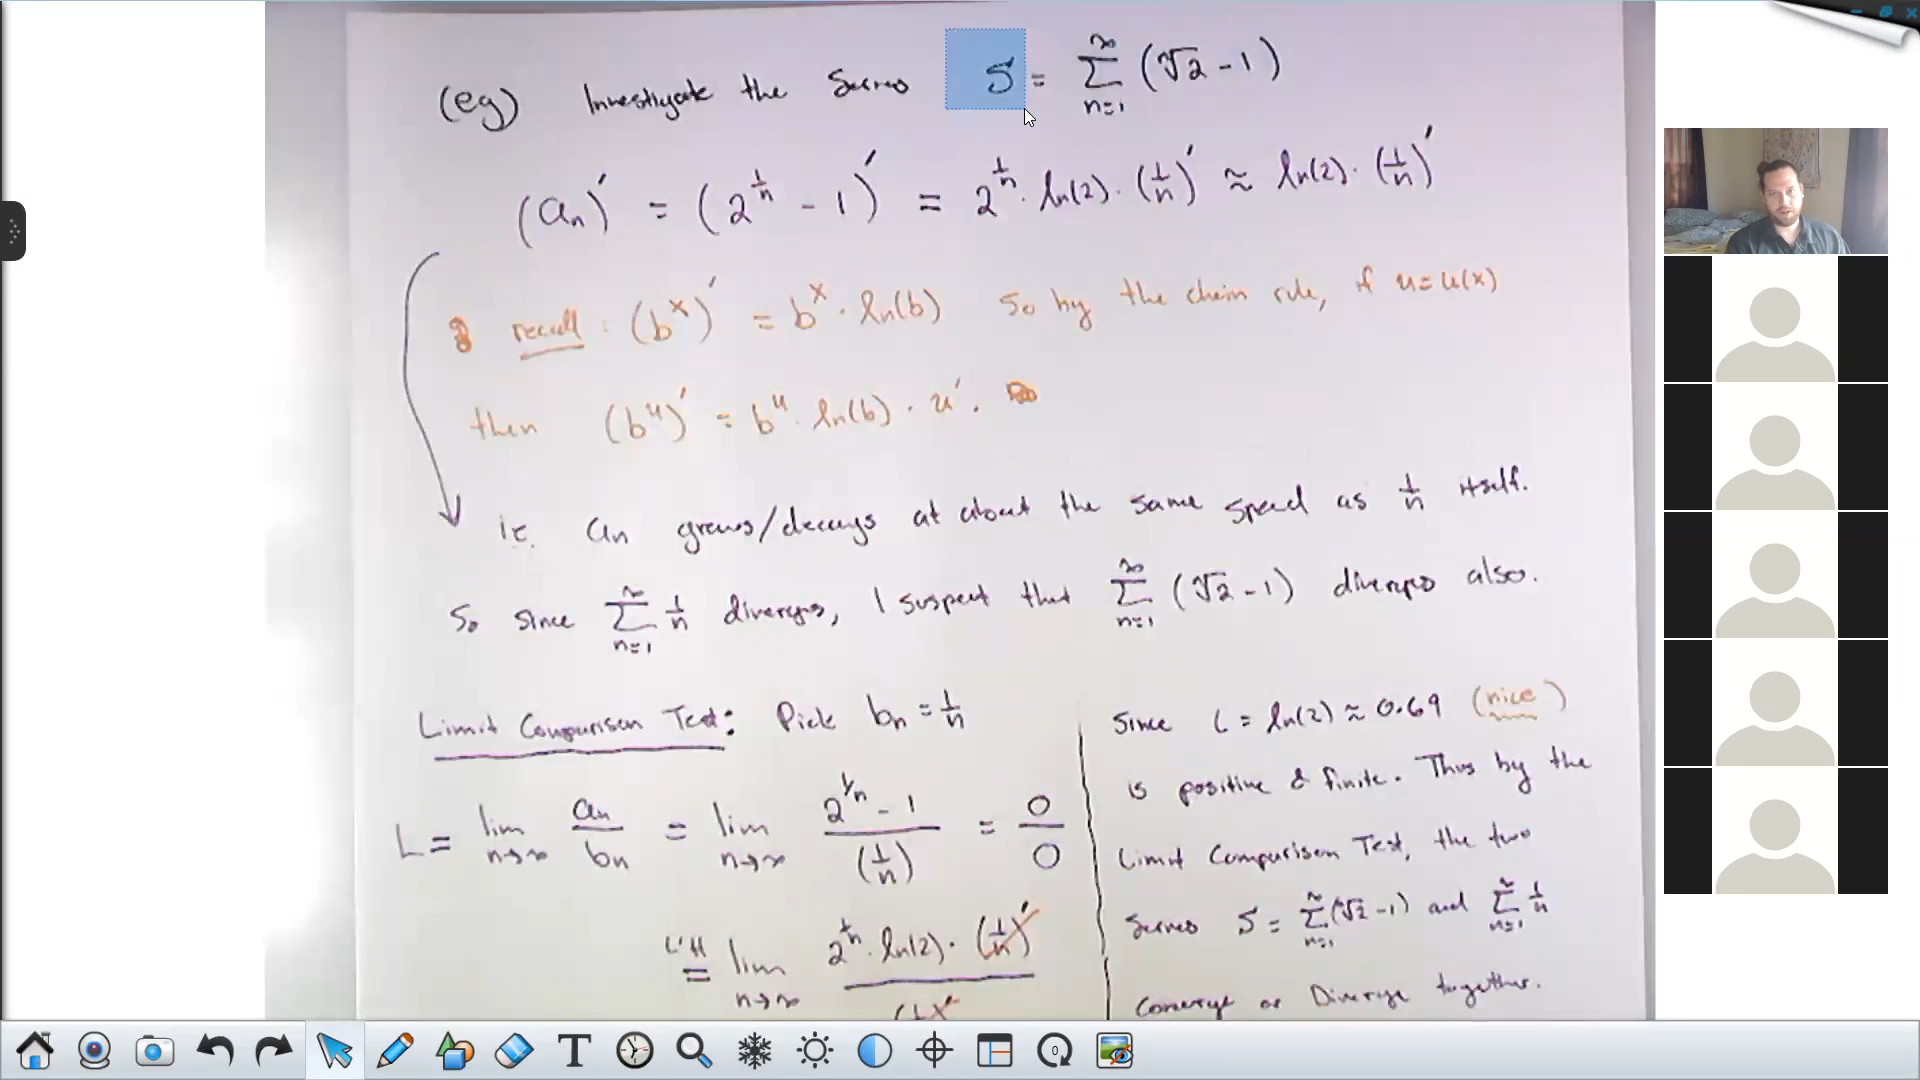 (eg) Investigate the Series S = ∑_{n=1}^{∞} (ⁿ√2 - 1)
(a_n)' = (2^{1/n} - 1)' = 2^{1/n} · ln(2) · (1/n)' ≈ ln(2) · (1/n)'
recall : (b^x)' = b^x · ln(b) So by the chain rule, if u = u(x)
then (b^u)' = b^u · ln(b) · u'.
ie. a_n grows/decays at about the same speed as 1/n itself.
So since ∑_{n=1}^{∞} 1/n diverges, I suspect that ∑_{n=1}^{∞} (ⁿ√2 - 1) diverges also.
Limit Comparison Test: Pick b_n = 1/n
L = lim_{n→∞} a_n/b_n = lim_{n→∞} (2^{1/n} - 1)/(1/n) = 0/0
L'H = lim_{n→∞} 2^{1/n} · ln(2) · (1/n)'
Since L = ln(2) ≈ 0.69 (nice)
is positive & finite. Thus by the
Limit Comparison Test, the two
Series S = ∑_{n=1}^{∞} (ⁿ√2 - 1) and ∑_{n=1}^{∞} 1/n
Converge or Diverge together.
T
0